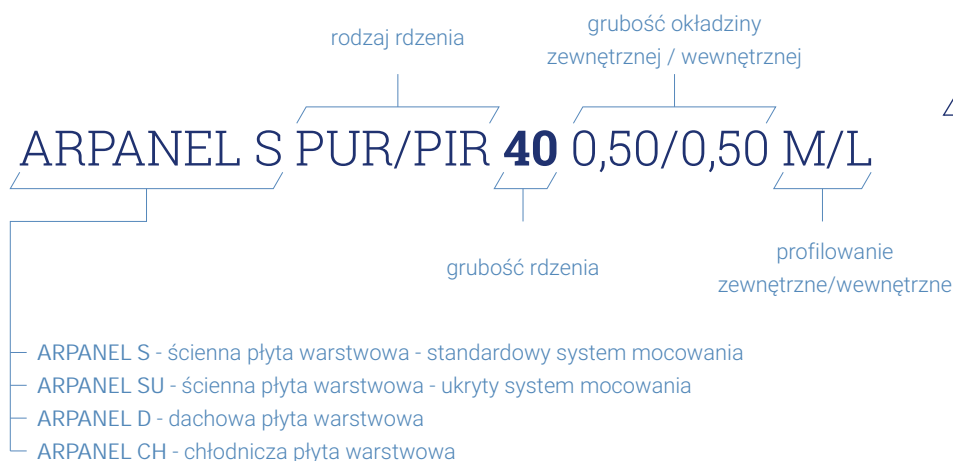 grubość okładziny
rodzaj rdzenia
zewnętrznej / wewnętrznej
ARPANEL S PUR/PIR 40 0,50/0,50 M/L
profilowanie
grubość rdzenia
zewnętrzne/wewnętrzne
ARPANEL S - ścienna płyta warstwowa - standardowy system mocowania
ARPANEL SU - ścienna płyta warstwowa - ukryty system mocowania
ARPANEL D - dachowa płyta warstwowa
ARPANEL CH - chłodnicza płyta warstwowa